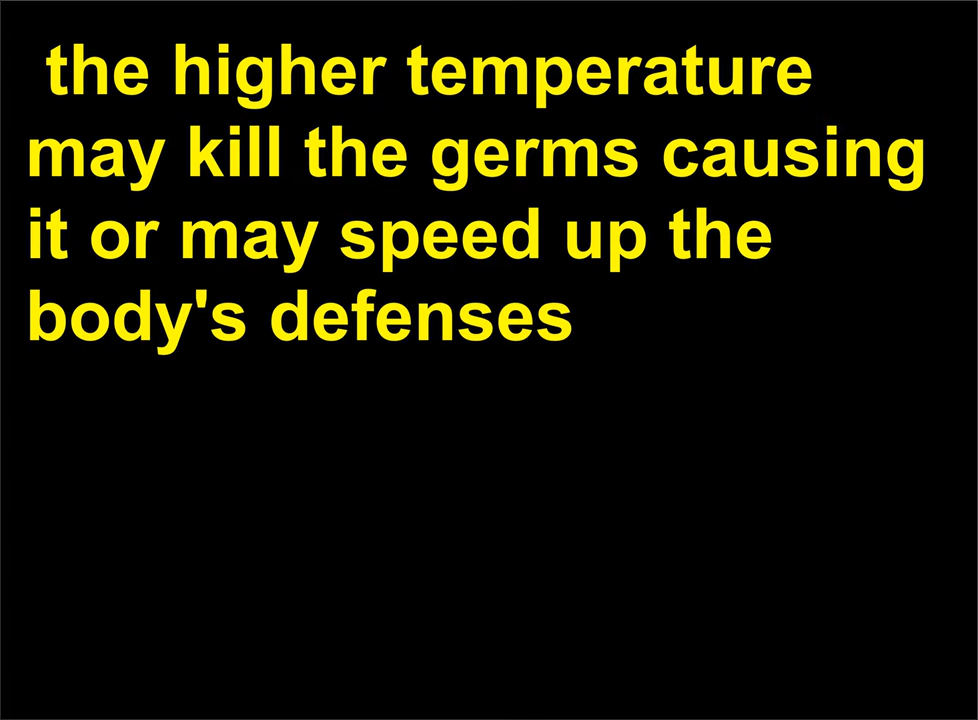 the higher temperature
may kill the germs causing
it or may speed up the
body's defenses